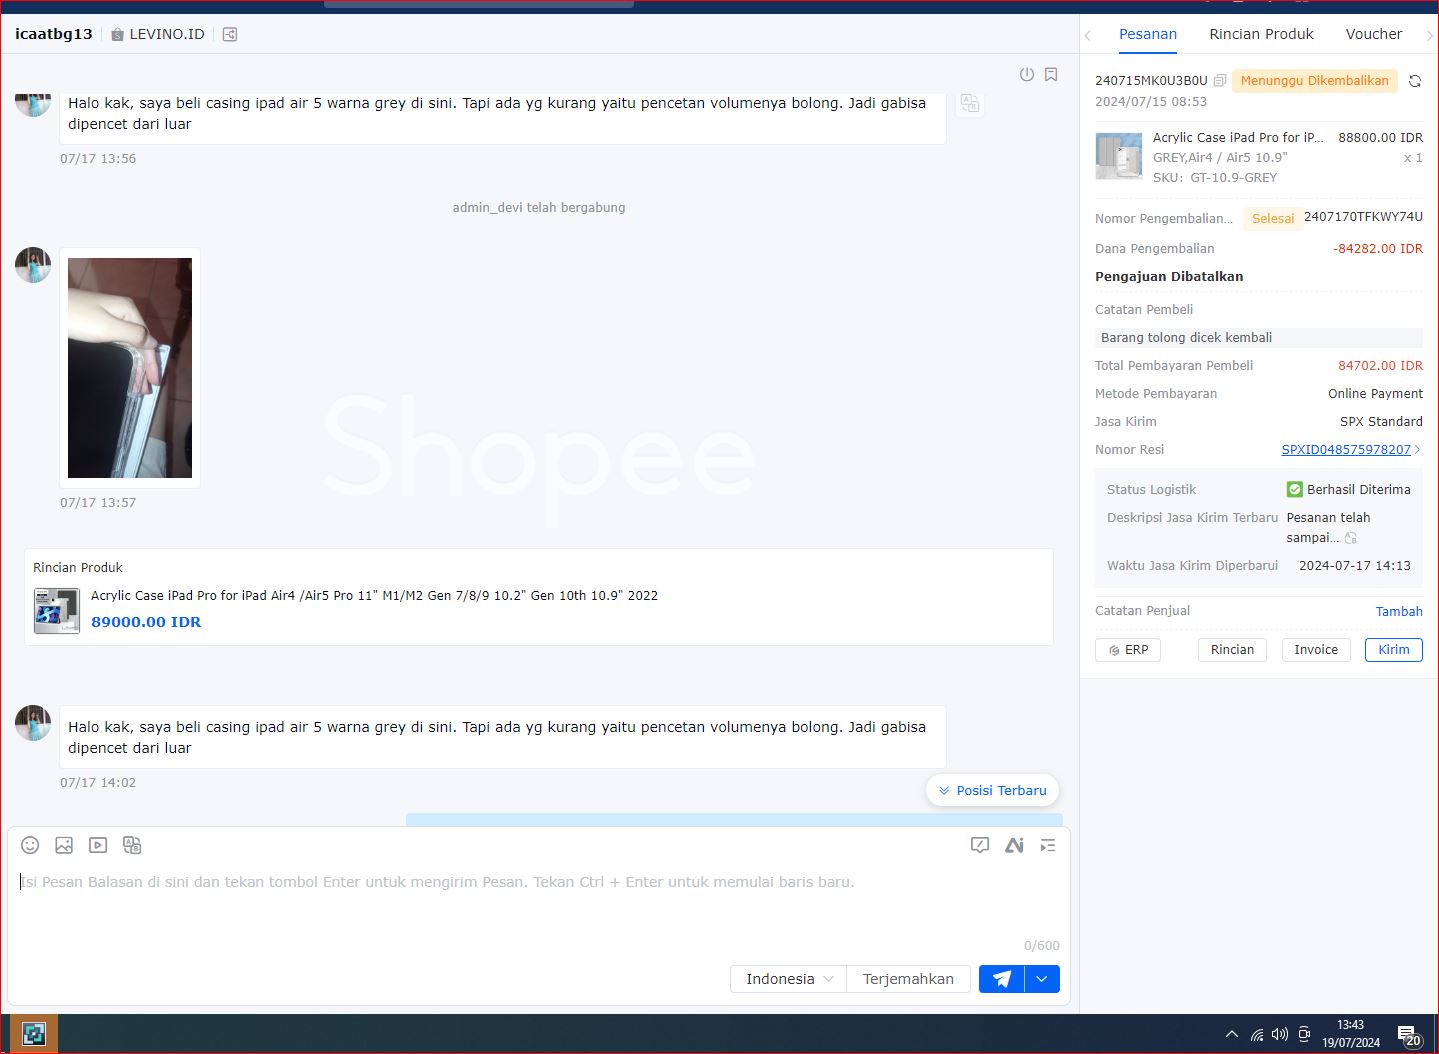 icaatbg13
LEVINO.ID
Halo kak, saya beli casing ipad air 5 warna grey di sini. Tapi ada yg kurang yaitu pencetan volumenya bolong. Jadi gabisa
dipencet dari luar
07/17 13:56
admin_devi telah bergabung
07/17 13:57
Shopee
Rincian Produk
Acrylic Case iPad Pro for iPad Air4 /Air5 Pro 11" M1/M2 Gen 7/8/9 10.2" Gen 10th 10.9" 2022
89000.00 IDR
Halo kak, saya beli casing ipad air 5 warna grey di sini. Tapi ada yg kurang yaitu pencetan volumenya bolong. Jadi gabisa
dipencet dari luar
07/17 14:02
Posisi Terbaru
Isi Pesan Balasan di sini dan tekan tombol Enter untuk mengirim Pesan. Tekan Ctrl + Enter untuk memulai baris baru.
0/600
Indonesia
Terjemahkan
Pesanan
Rincian Produk
Voucher
240715MK0U3B0U
Menunggu Dikembalikan
2024/07/15 08:53
Acrylic Case iPad Pro for iP... 88800.00 IDR
GREY,Air4 / Air5 10.9" x 1
SKU: GT-10.9-GREY
Nomor Pengembalian... Selesai 2407170TFKWY74U
Dana Pengembalian -84282.00 IDR
Pengajuan Dibatalkan
Catatan Pembeli
Barang tolong dicek kembali
Total Pembayaran Pembeli 84702.00 IDR
Metode Pembayaran Online Payment
Jasa Kirim SPX Standard
Nomor Resi SPXID048575978207
Status Logistik Berhasil Diterima
Deskripsi Jasa Kirim Terbaru Pesanan telah
sampai...
Waktu Jasa Kirim Diperbarui 2024-07-17 14:13
Catatan Penjual Tambah
ERP
Rincian
Invoice
Kirim
13:43
19/07/2024
20